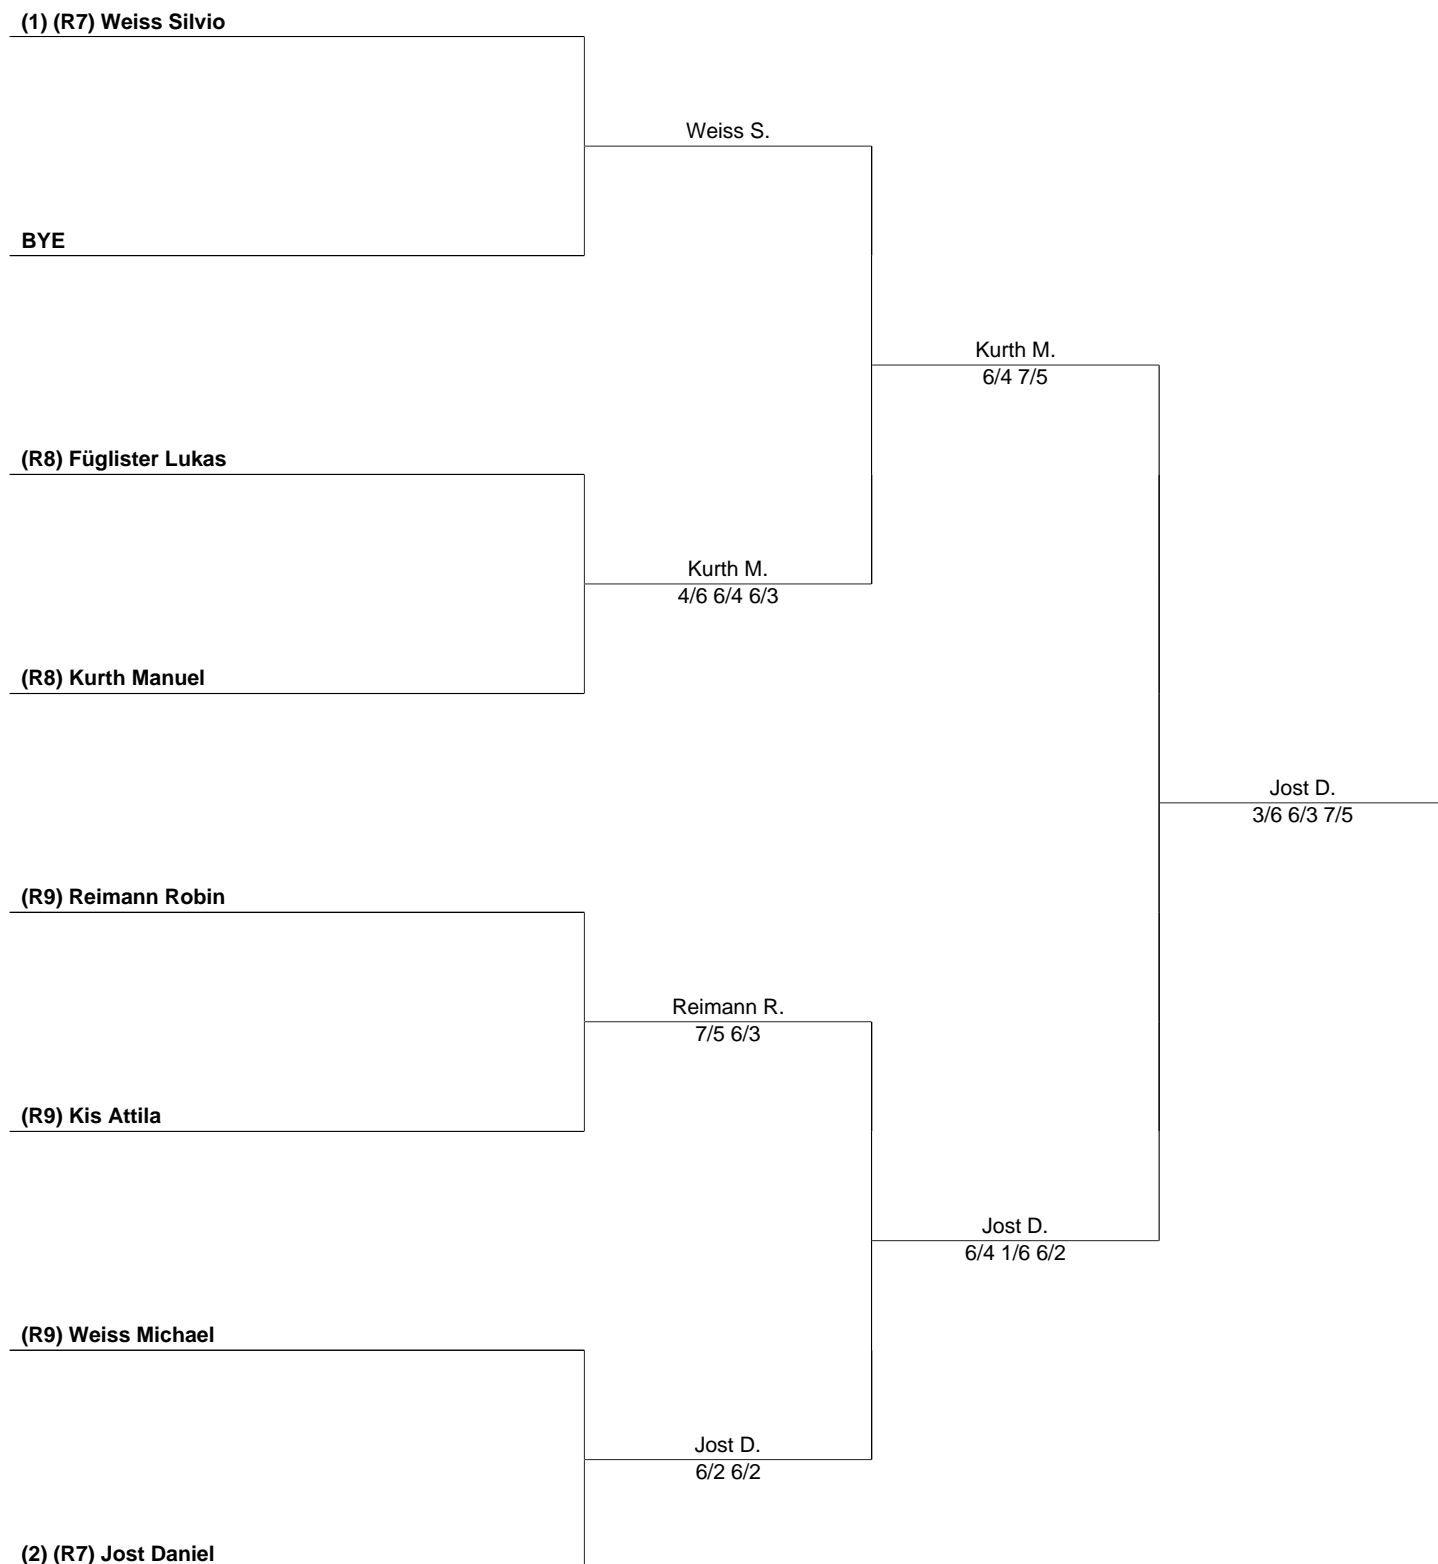 (1) (R7) Weiss Silvio
Weiss S.
BYE
Kurth M.
6/4 7/5
(R8) Füglister Lukas
Kurth M.
4/6 6/4 6/3
(R8) Kurth Manuel
Jost D.
3/6 6/3 7/5
(R9) Reimann Robin
Reimann R.
7/5 6/3
(R9) Kis Attila
Jost D.
6/4 1/6 6/2
(R9) Weiss Michael
Jost D.
6/2 6/2
(2) (R7) Jost Daniel